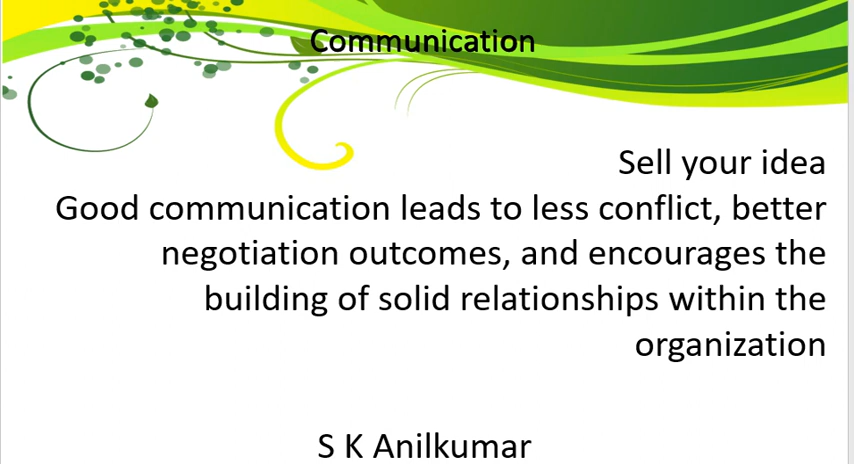 Communication
Sell your idea
Good communication leads to less conflict, better
negotiation outcomes, and encourages the
building of solid relationships within the
organization
S K Anilkumar